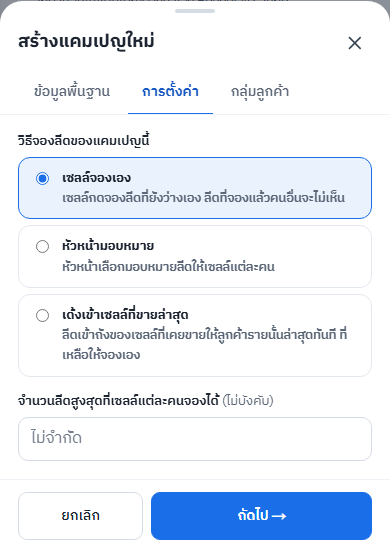 สร้างแคมเปญใหม่
ข้อมูลพื้นฐาน การตั้งค่า กลุ่มลูกค้า
วิธีจองลีดของแคมเปญนี้
เซลล์จองเอง
เซลล์กดจองลีดที่ยังว่างเอง ลีดที่จองแล้วคนอื่นจะไม่เห็น
หัวหน้ามอบหมาย
หัวหน้าเลือกมอบหมายลีดให้เซลล์แต่ละคน
เด้งเข้าเซลล์ที่ขายล่าสุด
ลีดเข้าถังของเซลล์ที่เคยขายให้ลูกค้ารายนั้นล่าสุดทันที ที่
เหลือให้จองเอง
จำนวนลีดสูงสุดที่เซลล์แต่ละคนจองได้ (ไม่บังคับ)
ไม่จำกัด
ยกเลิก
ถัดไป →